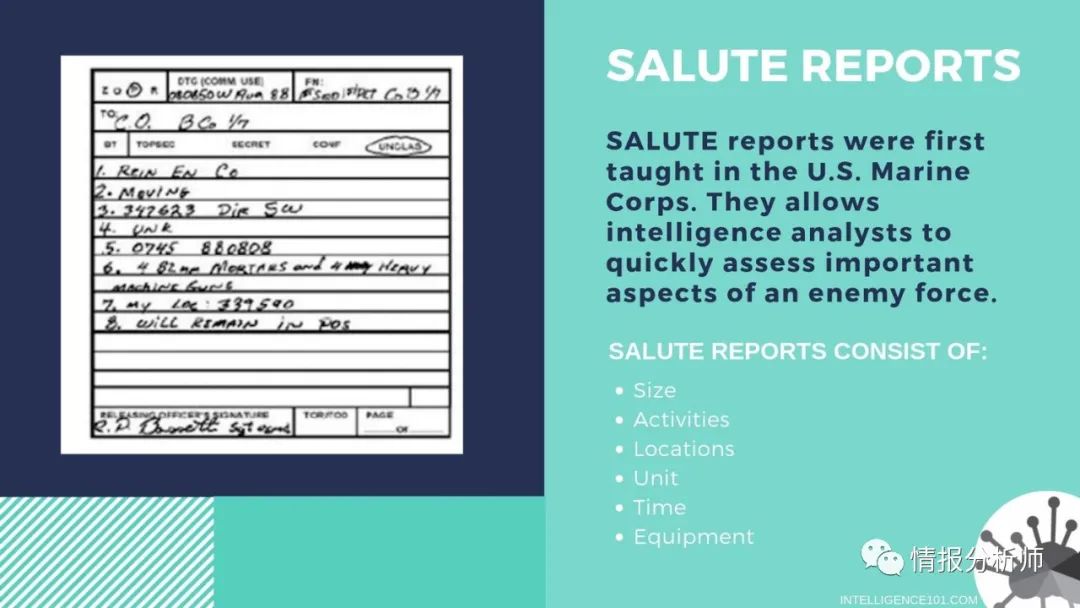 Z O P R
DTG (COMM. USE)
FM:
080850W AUG 88
1st SQD 1st PLT Co B 1/7
TO:
C.O. B Co 1/7
BT TOPSEC SECRET CONF UNCLAS
1. REIN EN Co
2. MOVING
3. 347623 DIR SW
4. UNK
5. 0745 880808
6. 4 82mm MORTARS and 4 HEAVY
MACHINE GUNS
7. MY LOC: 339590
8. WILL REMAIN IN POS
RELEASING OFFICER'S SIGNATURE
TOR/TOD
PAGE
OF
R.P. Sgt USMC
SALUTE REPORTS
SALUTE reports were first
taught in the U.S. Marine
Corps. They allows
intelligence analysts to
quickly assess important
aspects of an enemy force.
SALUTE REPORTS CONSIST OF:
• Size
• Activities
• Locations
• Unit
• Time
• Equipment
情报分析师
INTELLIGENCE101.COM